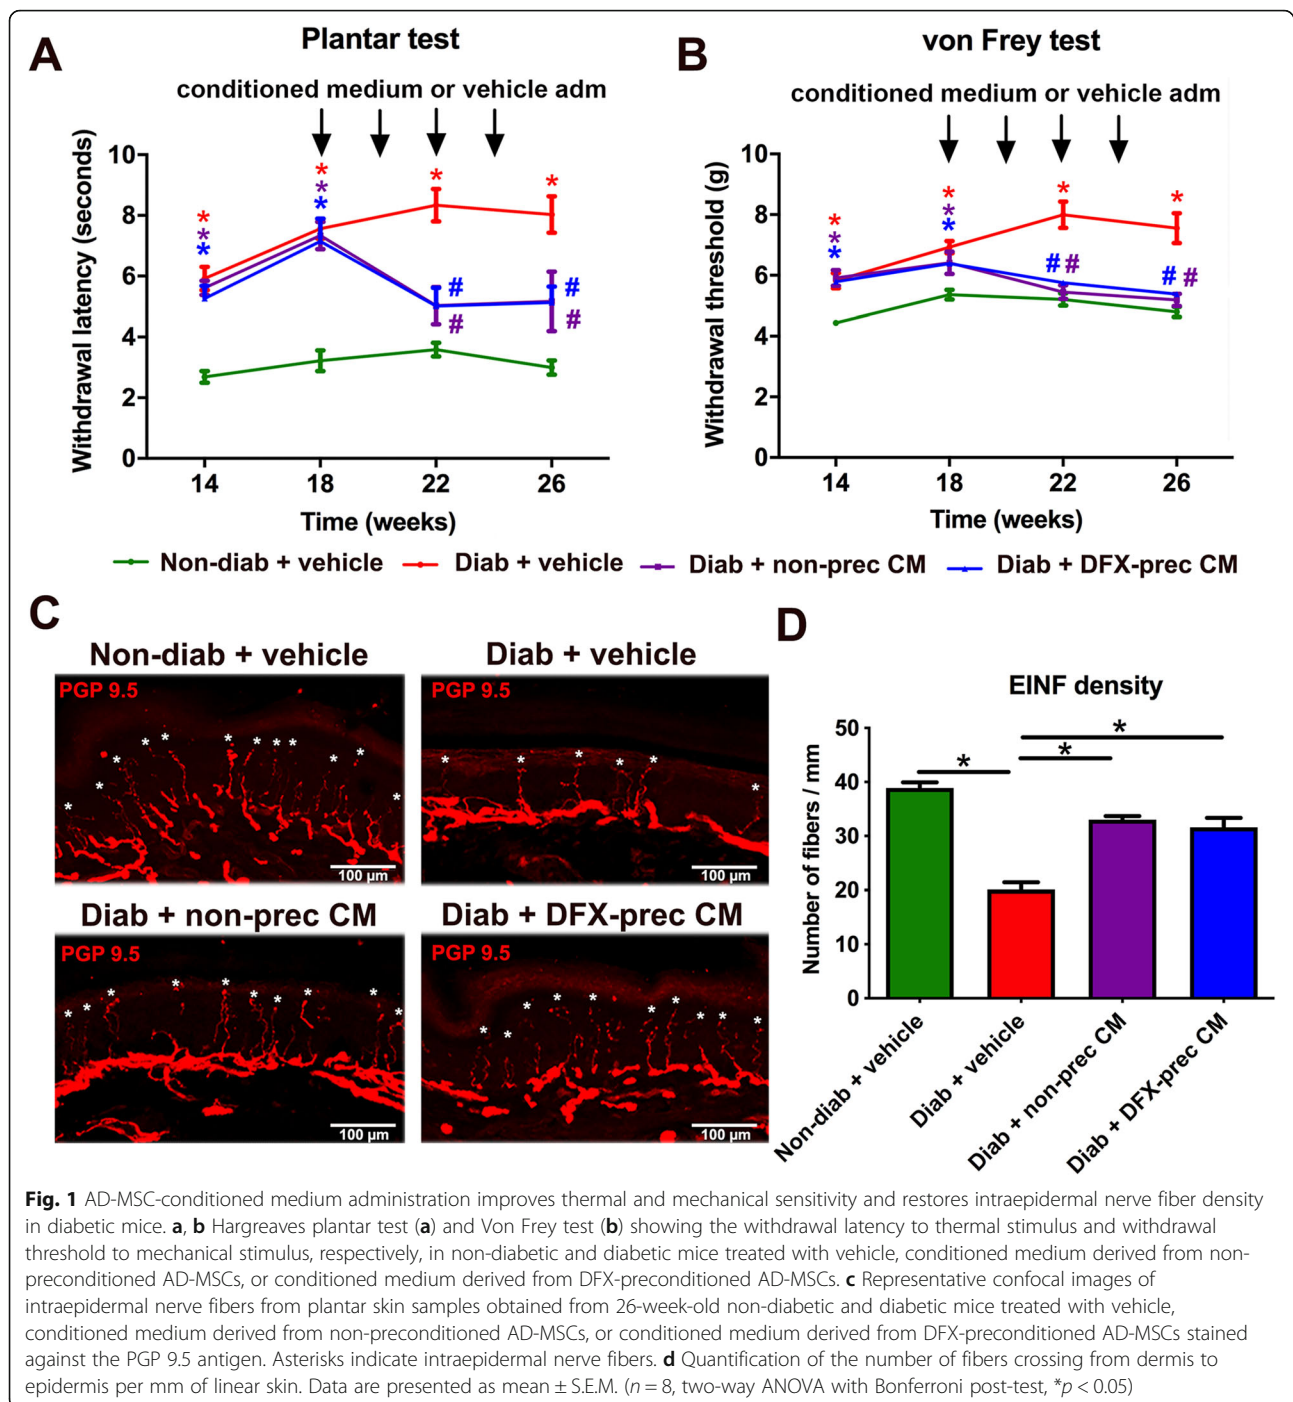 A
Plantar test
conditioned medium or vehicle adm
Withdrawal latency (seconds)
10
8
6
4
2
0
*
*
*
*
*
*
*
*
#
#
#
#
14 18 22 26
Time (weeks)
B
von Frey test
conditioned medium or vehicle adm
Withdrawal threshold (g)
10
8
6
4
2
0
*
*
*
*
*
*
*
*
# #
# #
14 18 22 26
Time (weeks)
Non-diab + vehicle Diab + vehicle Diab + non-prec CM Diab + DFX-prec CM
C
Non-diab + vehicle
PGP 9.5
100 µm
Diab + vehicle
PGP 9.5
100 µm
Diab + non-prec CM
PGP 9.5
100 µm
Diab + DFX-prec CM
PGP 9.5
100 µm
D
EINF density
Number of fibers / mm
50
40
30
20
10
0
*
*
*
Non-diab + vehicle
Diab + vehicle
Diab + non-prec CM
Diab + DFX-prec CM
Fig. 1 AD-MSC-conditioned medium administration improves thermal and mechanical sensitivity and restores intraepidermal nerve fiber density
in diabetic mice. a, b Hargreaves plantar test (a) and Von Frey test (b) showing the withdrawal latency to thermal stimulus and withdrawal
threshold to mechanical stimulus, respectively, in non-diabetic and diabetic mice treated with vehicle, conditioned medium derived from non-
preconditioned AD-MSCs, or conditioned medium derived from DFX-preconditioned AD-MSCs. c Representative confocal images of
intraepidermal nerve fibers from plantar skin samples obtained from 26-week-old non-diabetic and diabetic mice treated with vehicle,
conditioned medium derived from non-preconditioned AD-MSCs, or conditioned medium derived from DFX-preconditioned AD-MSCs stained
against the PGP 9.5 antigen. Asterisks indicate intraepidermal nerve fibers. d Quantification of the number of fibers crossing from dermis to
epidermis per mm of linear skin. Data are presented as mean ± S.E.M. (n = 8, two-way ANOVA with Bonferroni post-test, *p < 0.05)